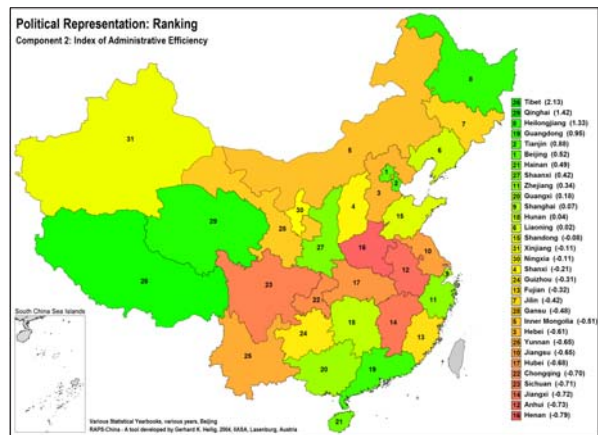 Political Representation: Ranking
Component 2: Index of Administrative Efficiency
8
31
7
5
6
1
2
3
29
30
4
28
15
27
26
16
10
12
23
17
9
22
11
14
24
18
13
25
20
19
21
South China Sea Islands
26 Tibet (2.13)
29 Qinghai (1.42)
8 Heilongjiang (1.33)
19 Guangdong (0.95)
2 Tianjin (0.88)
1 Beijing (0.52)
21 Hainan (0.49)
27 Shaanxi (0.42)
11 Zhejiang (0.34)
20 Guangxi (0.18)
9 Shanghai (0.07)
18 Hunan (0.04)
6 Liaoning (0.02)
15 Shandong (-0.08)
31 Xinjiang (-0.11)
30 Ningxia (-0.11)
4 Shanxi (-0.21)
24 Guizhou (-0.31)
13 Fujian (-0.32)
7 Jilin (-0.42)
28 Gansu (-0.48)
5 Inner Mongolia (-0.51)
3 Hebei (-0.61)
25 Yunnan (-0.65)
10 Jiangsu (-0.65)
17 Hubei (-0.68)
22 Chongqing (-0.70)
23 Sichuan (-0.71)
14 Jiangxi (-0.72)
12 Anhui (-0.73)
16 Henan (-0.79)
Various Statistical Yearbooks, various years, Beijing
RAPS-China - A tool developed by Gerhard K. Heilig, 2004, IIASA, Laxenburg, Austria